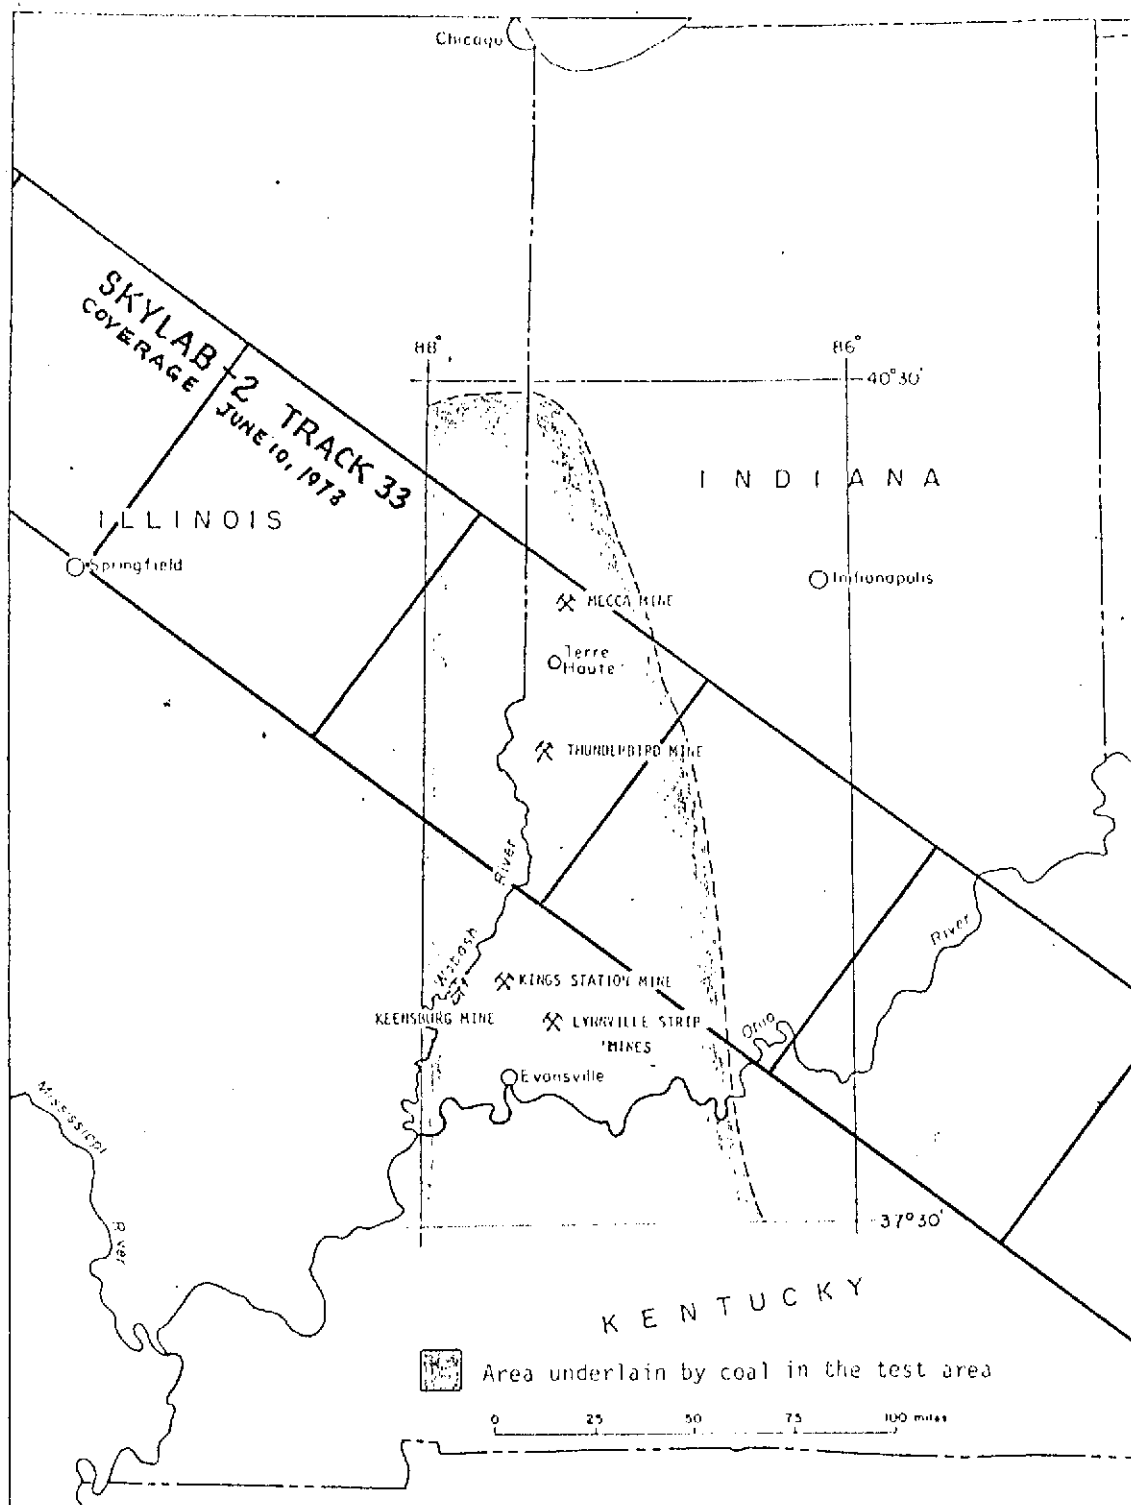 Chicago
SKYLAB-2 TRACK 33
COVERAGE JUNE 10, 1973
88°
86°
40°30'
INDIANA
ILLINOIS
Springfield
Indianapolis
MECCA MINE
Terre
Haute
THUNDERBIRD MINE
River
Wabash
River
KINGS STATION MINE
KEENSBURG MINE
LYNNVILLE STRIP
MINES
Ohio
Evansville
Mississippi
River
37°30'
KENTUCKY
Area underlain by coal in the test area
0 25 50 75 100 miles